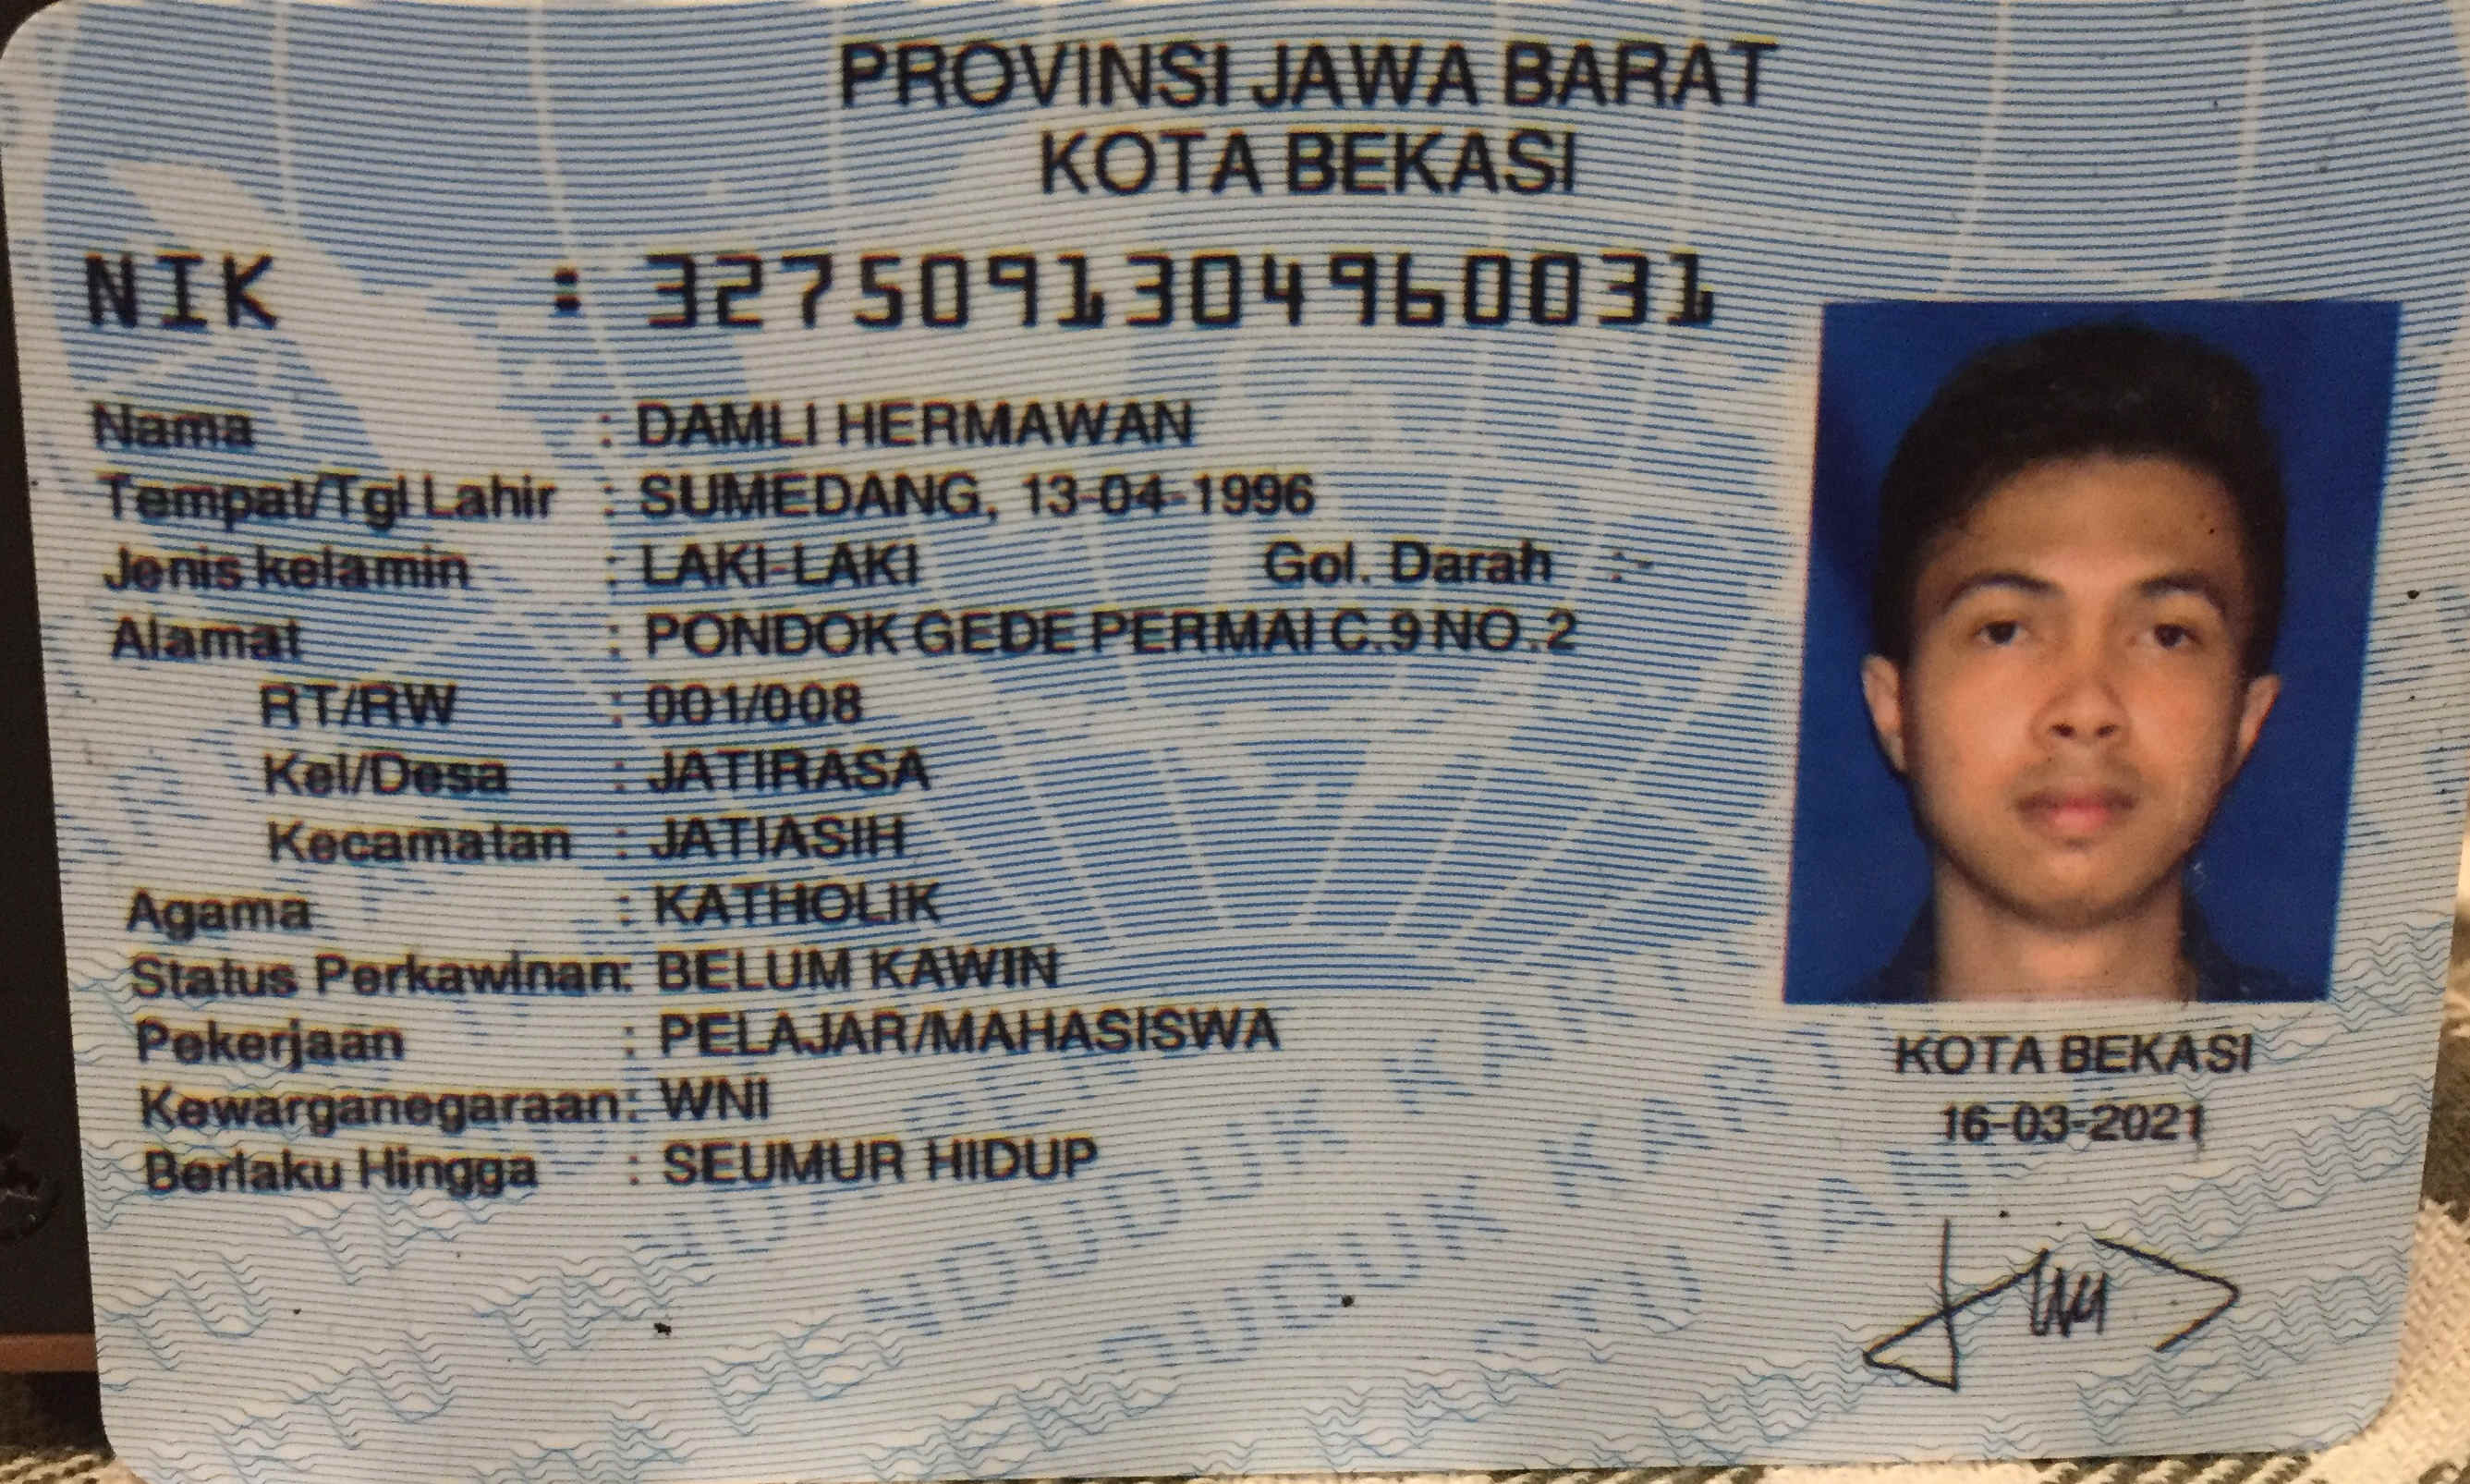 PROVINSI JAWA BARAT
KOTA BEKASI
NIK : 3275091304960031
Nama : DAMLI HERMAWAN
Tempat/Tgl Lahir : SUMEDANG, 13-04-1996
Jenis kelamin : LAKI-LAKI Gol. Darah :-
Alamat : PONDOK GEDE PERMAI C.9 NO.2
RT/RW : 001/008
Kel/Desa : JATIRASA
Kecamatan : JATIASIH
Agama : KATHOLIK
Status Perkawinan: BELUM KAWIN
Pekerjaan : PELAJAR/MAHASISWA
Kewarganegaraan: WNI
Berlaku Hingga : SEUMUR HIDUP
KOTA BEKASI
16-03-2021